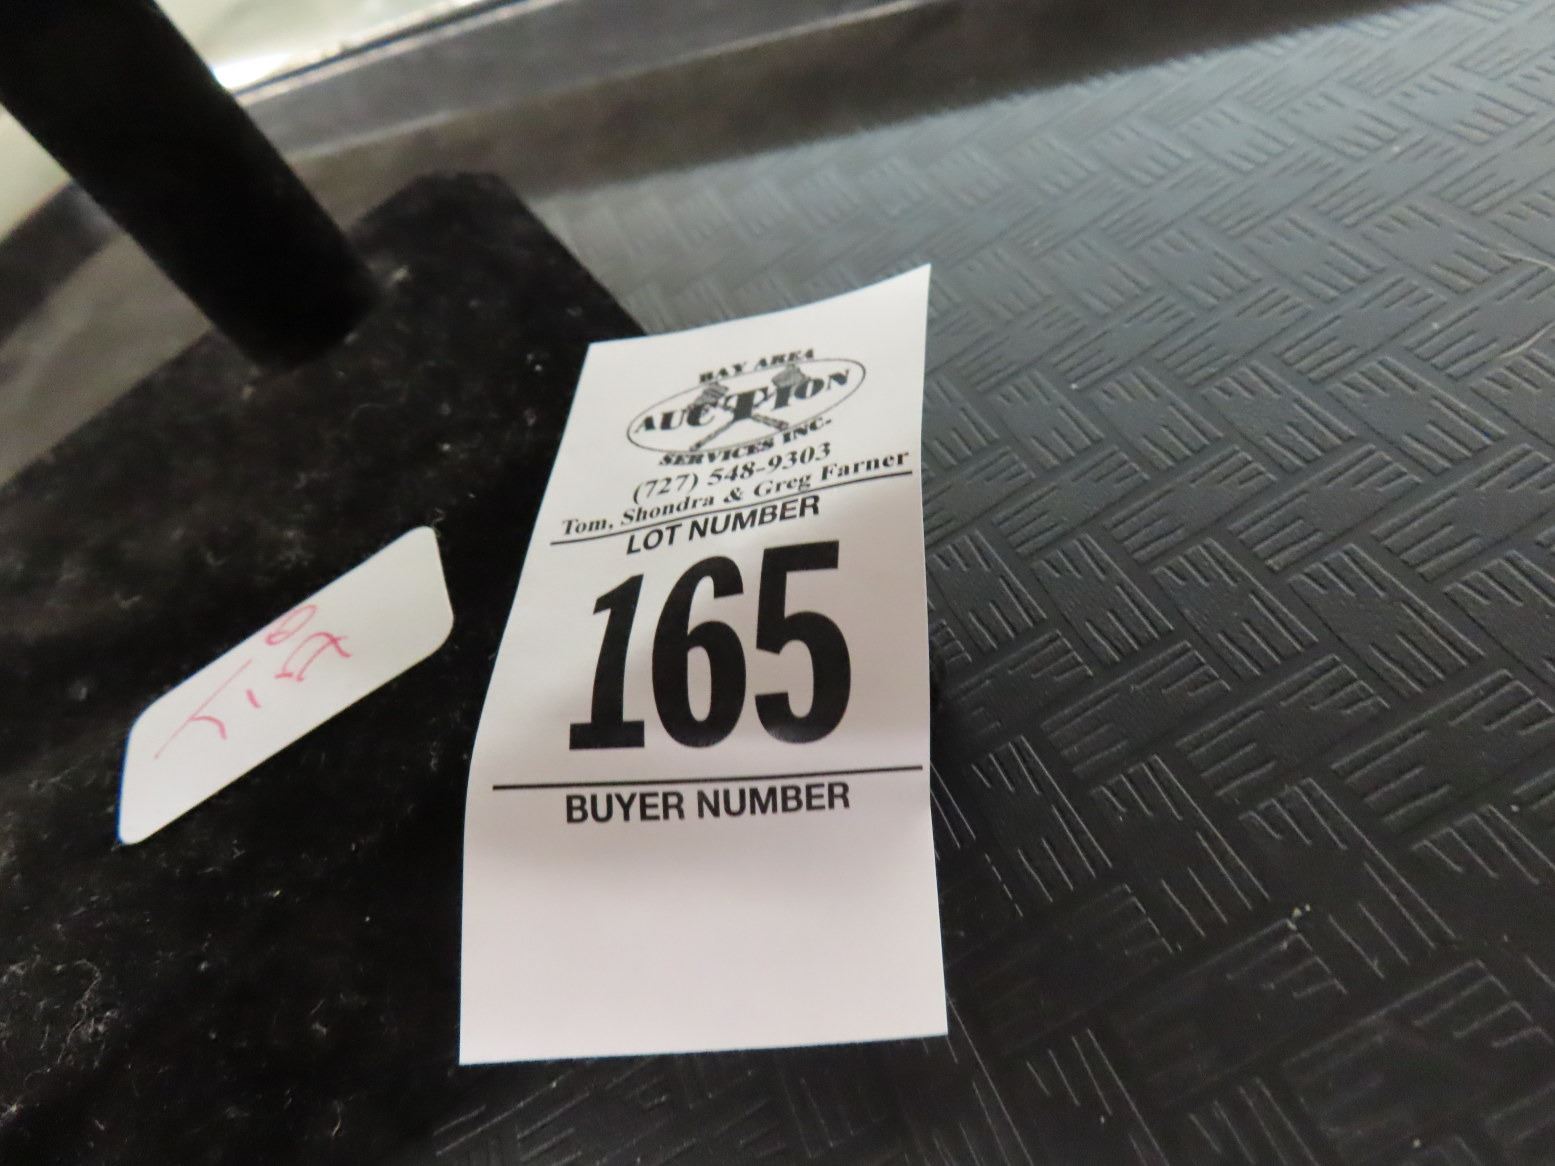 BAY AREA
AUCTION
SERVICES INC.
(727) 548-9303
Tom, Shondra & Greg Farner
LOT NUMBER
165
BUYER NUMBER